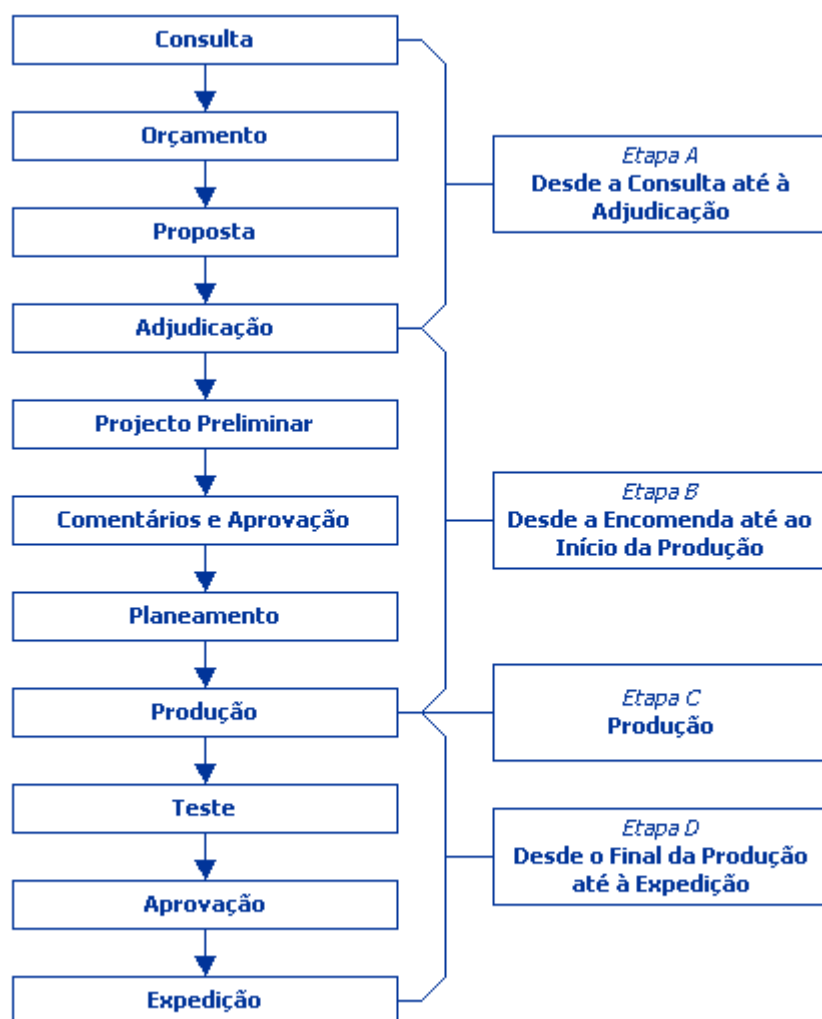 Consulta
Orçamento
Proposta
Adjudicação
Projecto Preliminar
Comentários e Aprovação
Planeamento
Produção
Teste
Aprovação
Expedição
Etapa A
Desde a Consulta até à
Adjudicação
Etapa B
Desde a Encomenda até ao
Início da Produção
Etapa C
Produção
Etapa D
Desde o Final da Produção
até à Expedição